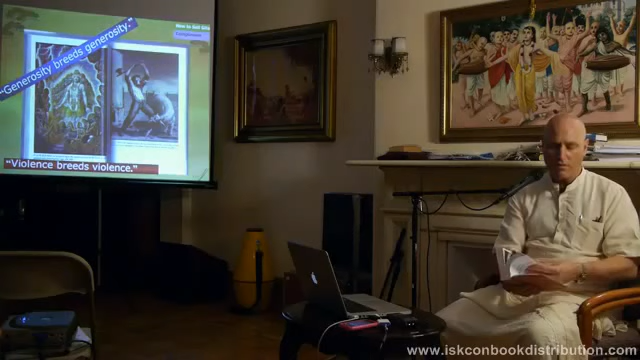 "Generosity breeds generosity."
"Violence breeds violence."
www.iskconbookdistribution.com